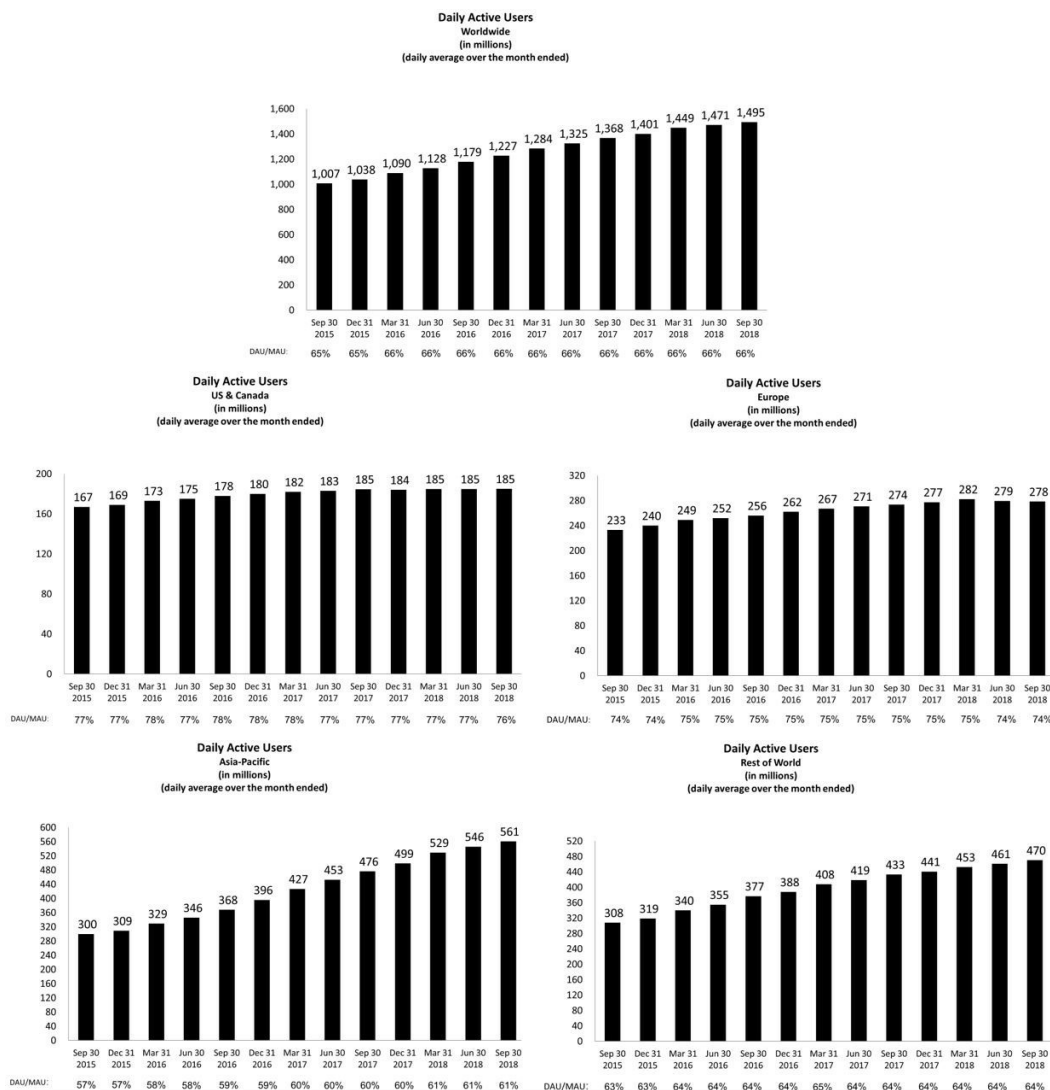 Daily Active Users
Worldwide
(in millions)
(daily average over the month ended)
1,600
1,400
1,200
1,000
800
600
400
200
0
1,007 1,038 1,090 1,128 1,179 1,227 1,284 1,325 1,368 1,401 1,449 1,471 1,495
Sep 30 Dec 31 Mar 31 Jun 30 Sep 30 Dec 31 Mar 31 Jun 30 Sep 30 Dec 31 Mar 31 Jun 30 Sep 30
2015 2015 2016 2016 2016 2016 2017 2017 2017 2017 2018 2018 2018
DAU/MAU: 65% 65% 66% 66% 66% 66% 66% 66% 66% 66% 66% 66% 66%
Daily Active Users
US & Canada
(in millions)
(daily average over the month ended)
200
160
120
80
40
0
167 169 173 175 178 180 182 183 185 184 185 185 185
Sep 30 Dec 31 Mar 31 Jun 30 Sep 30 Dec 31 Mar 31 Jun 30 Sep 30 Dec 31 Mar 31 Jun 30 Sep 30
2015 2015 2016 2016 2016 2016 2017 2017 2017 2017 2018 2018 2018
DAU/MAU: 77% 77% 78% 77% 78% 78% 78% 77% 77% 77% 77% 77% 76%
Daily Active Users
Europe
(in millions)
(daily average over the month ended)
320
280
240
200
160
120
80
40
0
233 240 249 252 256 262 267 271 274 277 282 279 278
Sep 30 Dec 31 Mar 31 Jun 30 Sep 30 Dec 31 Mar 31 Jun 30 Sep 30 Dec 31 Mar 31 Jun 30 Sep 30
2015 2015 2016 2016 2016 2016 2017 2017 2017 2017 2018 2018 2018
DAU/MAU: 74% 74% 75% 75% 75% 75% 75% 75% 75% 75% 75% 74% 74%
Daily Active Users
Asia-Pacific
(in millions)
(daily average over the month ended)
600
560
520
480
440
400
360
320
280
240
200
160
120
80
40
0
300 309 329 346 368 396 427 453 476 499 529 546 561
Sep 30 Dec 31 Mar 31 Jun 30 Sep 30 Dec 31 Mar 31 Jun 30 Sep 30 Dec 31 Mar 31 Jun 30 Sep 30
2015 2015 2016 2016 2016 2016 2017 2017 2017 2017 2018 2018 2018
DAU/MAU: 57% 57% 58% 58% 59% 59% 60% 60% 60% 60% 61% 61% 61%
Daily Active Users
Rest of World
(in millions)
(daily average over the month ended)
520
480
440
400
360
320
280
240
200
160
120
80
40
0
308 319 340 355 377 388 408 419 433 441 453 461 470
Sep 30 Dec 31 Mar 31 Jun 30 Sep 30 Dec 31 Mar 31 Jun 30 Sep 30 Dec 31 Mar 31 Jun 30 Sep 30
2015 2015 2016 2016 2016 2016 2017 2017 2017 2017 2018 2018 2018
DAU/MAU: 63% 63% 64% 64% 64% 64% 65% 64% 64% 64% 64% 64% 64%